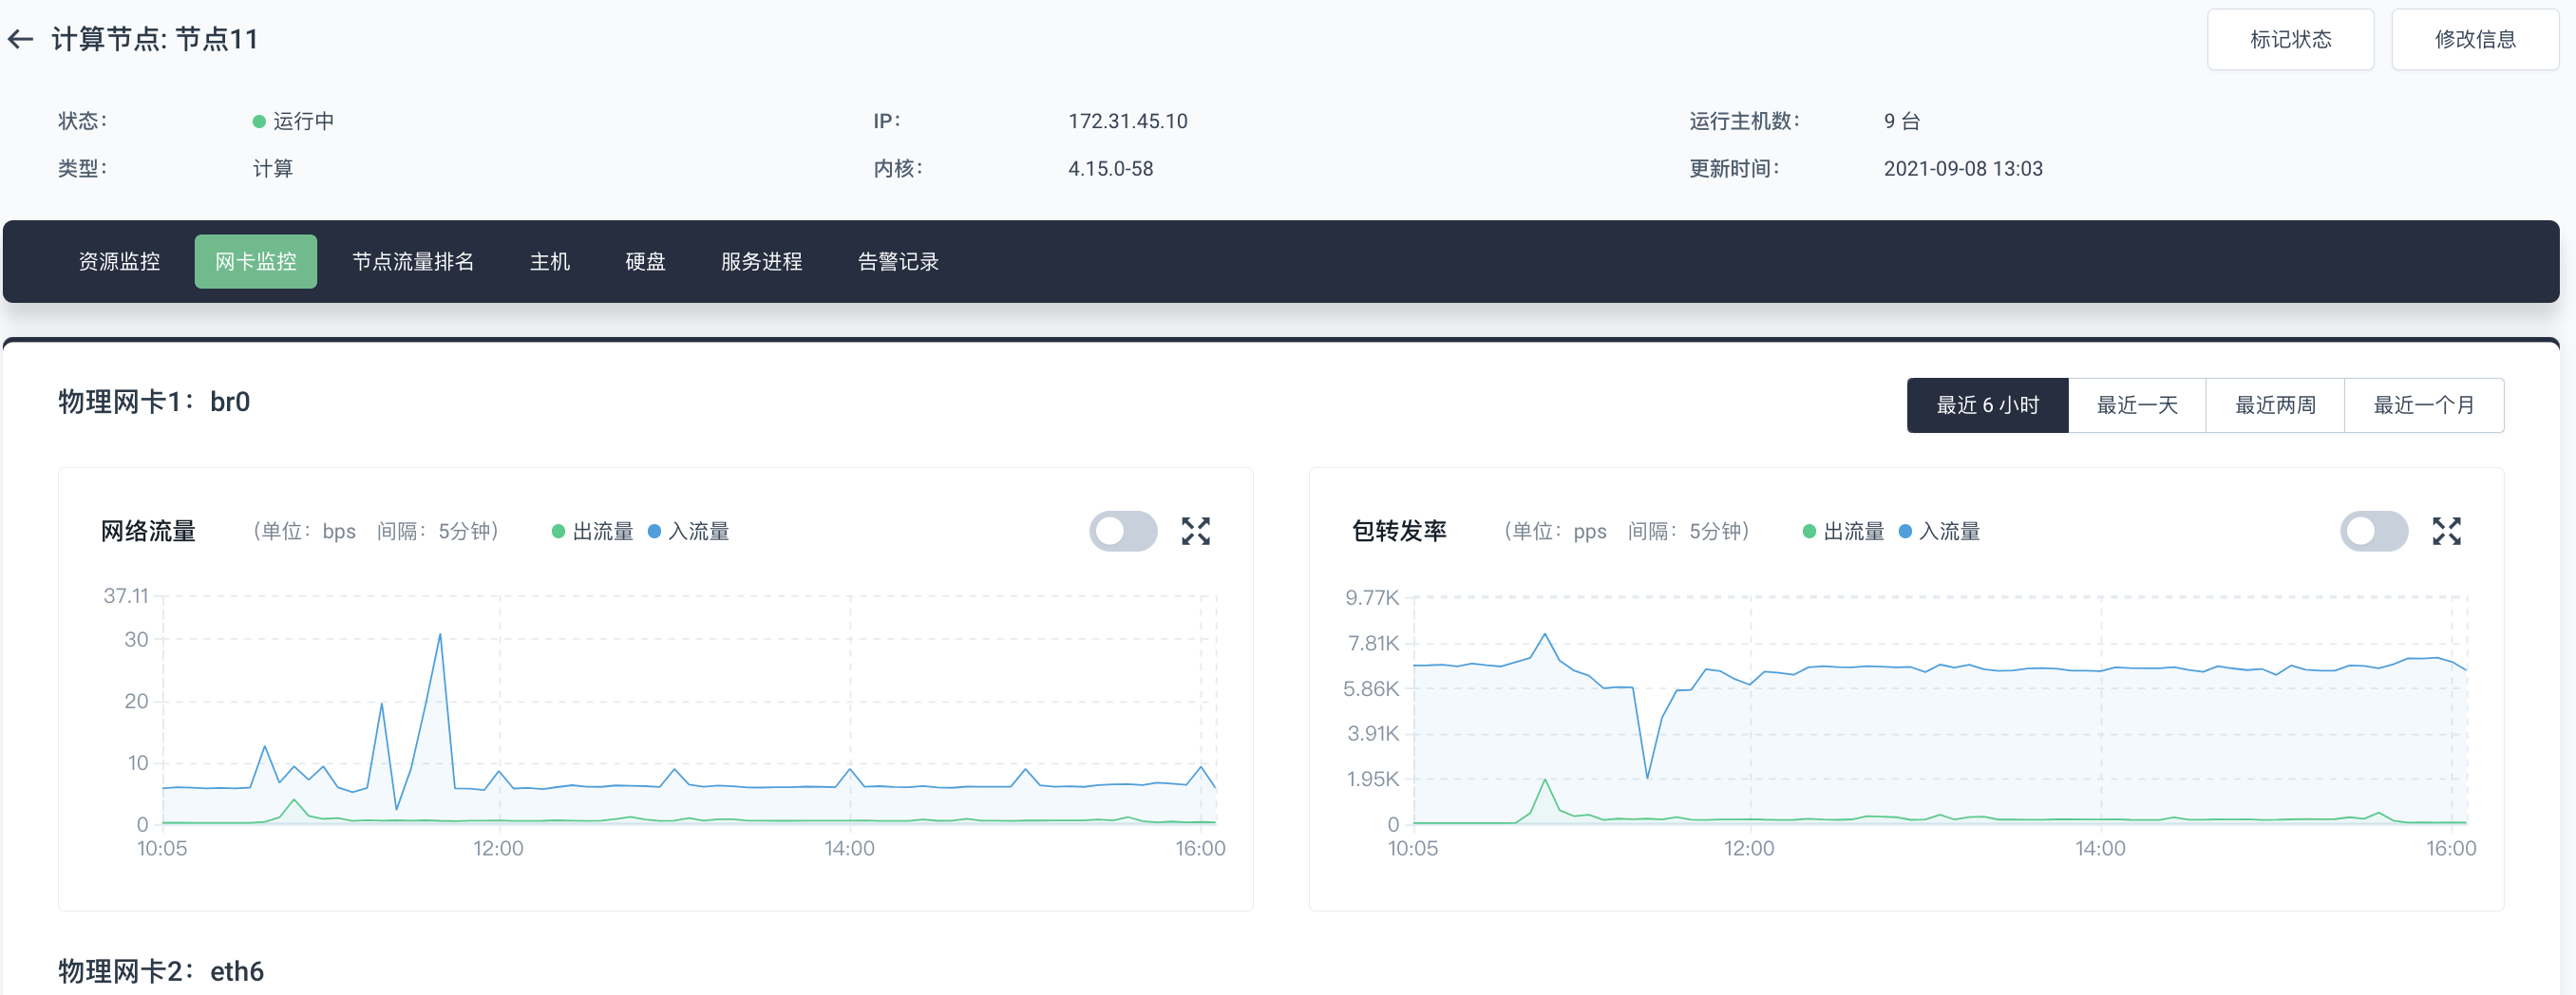 计算节点: 节点11
标记状态 修改信息
状态： 运行中 IP： 172.31.45.10 运行主机数： 9 台
类型： 计算 内核： 4.15.0-58 更新时间： 2021-09-08 13:03
资源监控 网卡监控 节点流量排名 主机 硬盘 服务进程 告警记录
物理网卡1： br0
最近 6 小时 最近一天 最近两周 最近一个月
网络流量 （单位：bps 间隔：5分钟） 出流量 入流量
37.11
30
20
10
0
10:05 12:00 14:00 16:00
包转发率 （单位：pps 间隔：5分钟） 出流量 入流量
9.77K
7.81K
5.86K
3.91K
1.95K
0
10:05 12:00 14:00 16:00
物理网卡2： eth6